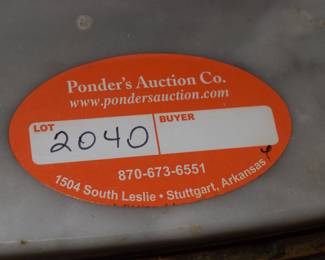 Ponder's Auction Co.
www.pondersauction.com
LOT 2040 BUYER
870-673-6551
1504 South Leslie • Stuttgart, Arkansas